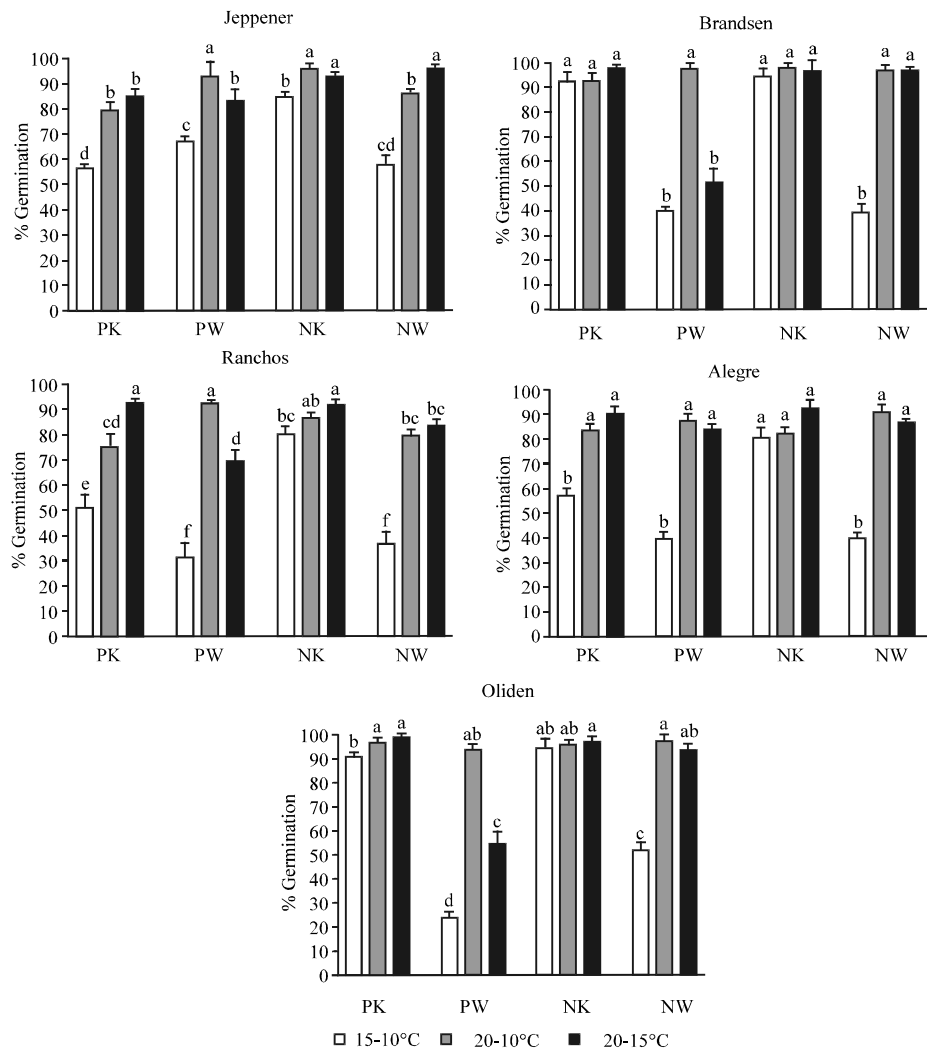 Jeppener
a
a
a
a
100
b
b
b
b
90
80
c
70
cd
d
60
50
40
30
20
10
0
% Germination
PK PW NK NW
Brandsen
a a a
a
a a a
a a
100
90
80
70
b
60
50
b
b
40
30
20
10
0
% Germination
PK PW NK NW
Ranchos
a
a
a
100
ab
bc
bc bc
90
cd
80
d
70
60
e
50
f
f
40
30
20
10
0
% Germination
PK PW NK NW
Alegre
100
a
a
a
a
a
a
a
a
a
90
80
70
b
60
50
b
b
40
30
20
10
0
% Germination
PK PW NK NW
Oliden
b a a
ab
ab ab a
a ab
100
90
80
70
c
60
c
50
40
d
30
20
10
0
% Germination
PK PW NK NW
15-10°C 20-10°C 20-15°C